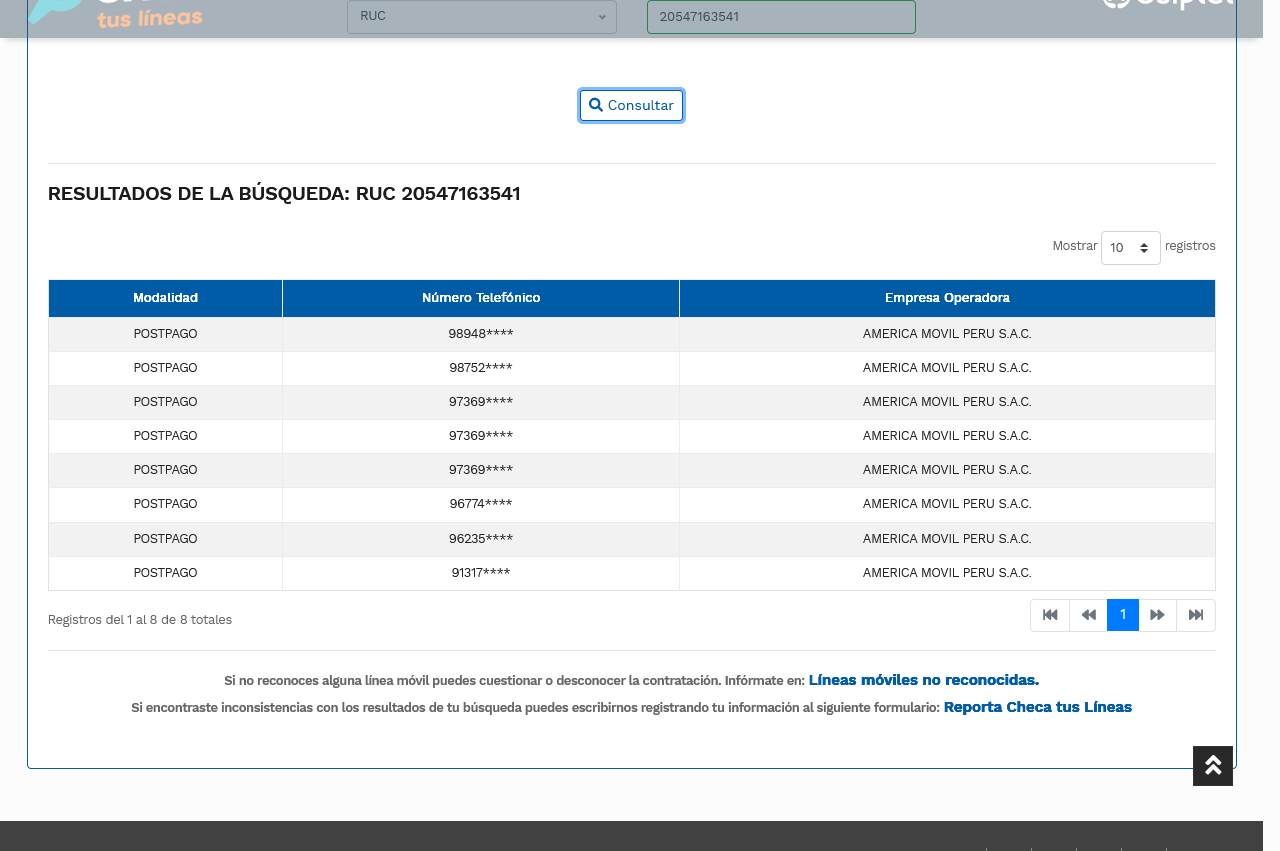 tus líneas
RUC
20547163541
Consultar
RESULTADOS DE LA BÚSQUEDA: RUC 20547163541
Mostrar 10 registros
Modalidad Número Telefónico Empresa Operadora
POSTPAGO 98948**** AMERICA MOVIL PERU S.A.C.
POSTPAGO 98752**** AMERICA MOVIL PERU S.A.C.
POSTPAGO 97369**** AMERICA MOVIL PERU S.A.C.
POSTPAGO 97369**** AMERICA MOVIL PERU S.A.C.
POSTPAGO 97369**** AMERICA MOVIL PERU S.A.C.
POSTPAGO 96774**** AMERICA MOVIL PERU S.A.C.
POSTPAGO 96235**** AMERICA MOVIL PERU S.A.C.
POSTPAGO 91317**** AMERICA MOVIL PERU S.A.C.
Registros del 1 al 8 de 8 totales
1
Si no reconoces alguna línea móvil puedes cuestionar o desconocer la contratación. Infórmate en: Líneas móviles no reconocidas.
Si encontraste inconsistencias con los resultados de tu búsqueda puedes escribirnos registrando tu información al siguiente formulario: Reporta Checa tus Líneas